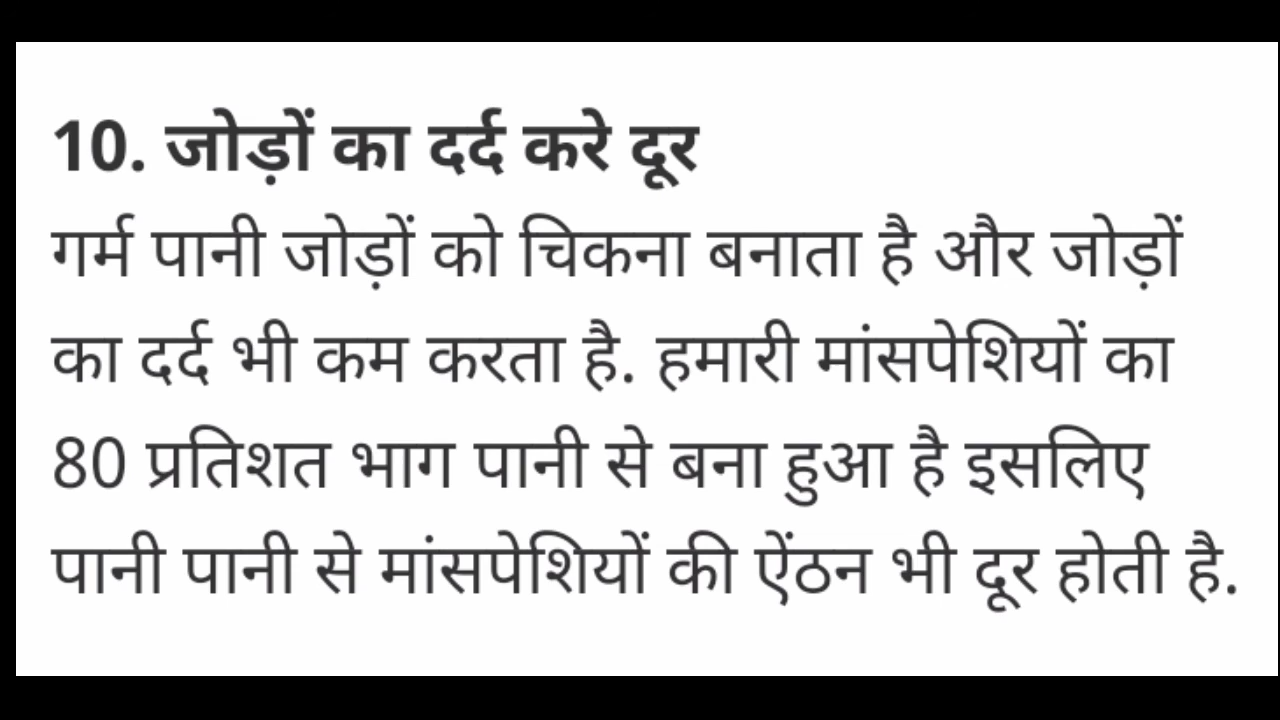 10. जोड़ों का दर्द करे दूर
गर्म पानी जोड़ों को चिकना बनाता है और जोड़ों
का दर्द भी कम करता है. हमारी मांसपेशियों का
80 प्रतिशत भाग पानी से बना हुआ है इसलिए
पानी पानी से मांसपेशियों की ऐंठन भी दूर होती है.